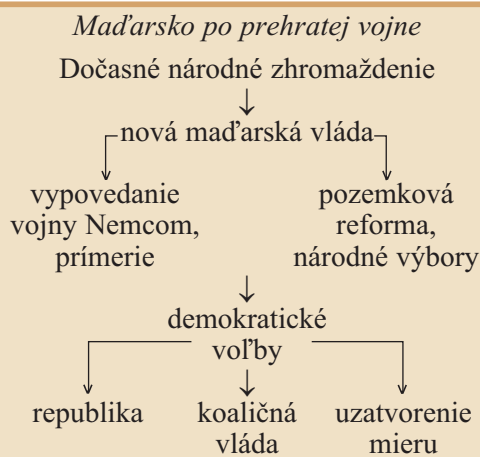 Maďarsko po prehratej vojne
Dočasné národné zhromaždenie
nová maďarská vláda
vypovedanie
vojny Nemcom,
prímerie
pozemková
reforma,
národné výbory
demokratické
voľby
republika
koaličná
vláda
uzatvorenie
mieru